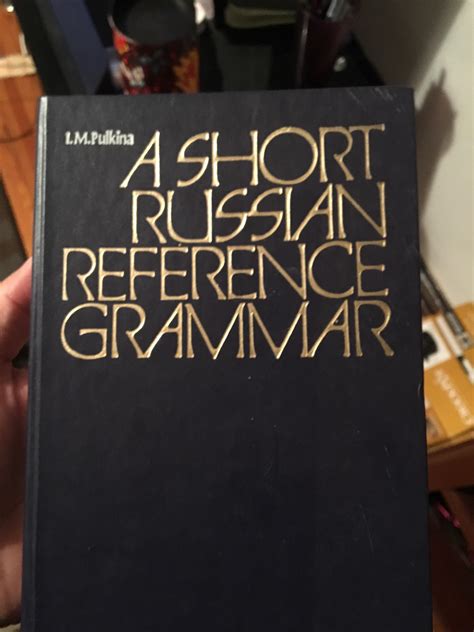 I.M.Pulkina
A SHORT
RUSSIAN
REFERENCE
GRAMMAR